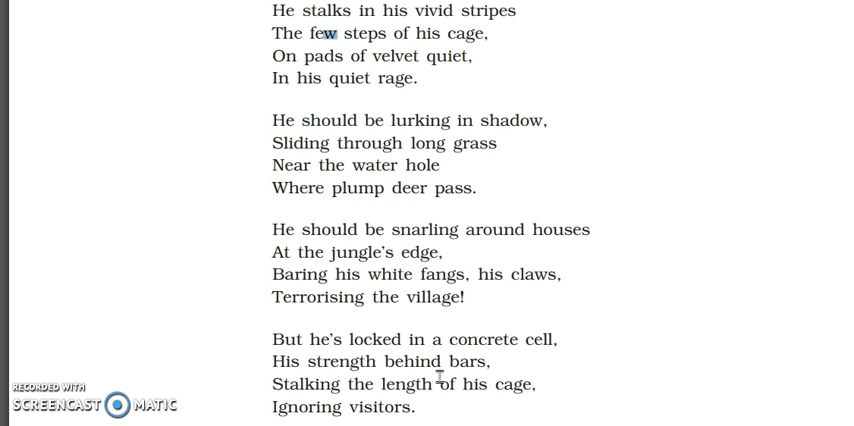 He stalks in his vivid stripes
The few steps of his cage,
On pads of velvet quiet,
In his quiet rage.
He should be lurking in shadow,
Sliding through long grass
Near the water hole
Where plump deer pass.
He should be snarling around houses
At the jungle's edge,
Baring his white fangs, his claws,
Terrorising the village!
But he's locked in a concrete cell,
His strength behind bars,
Stalking the length of his cage,
Ignoring visitors.
RECORDED WITH
SCREENCAST MATIC